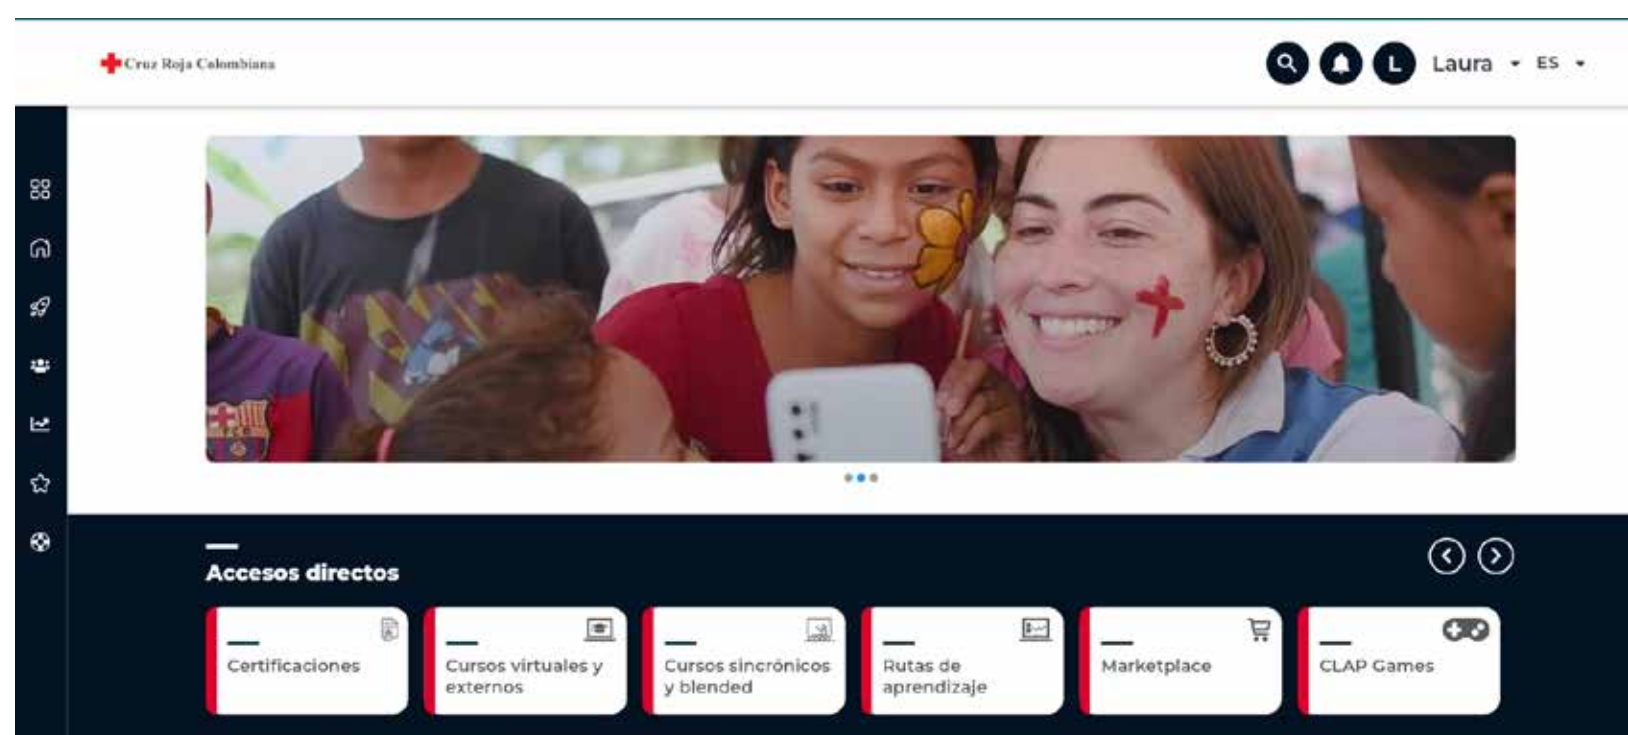 Cruz Roja Colombiana
L Laura ES
FCB
Accesos directos
Certificaciones
Cursos virtuales y
externos
Cursos sincrónicos
y blended
Rutas de
aprendizaje
Marketplace
CLAP Games